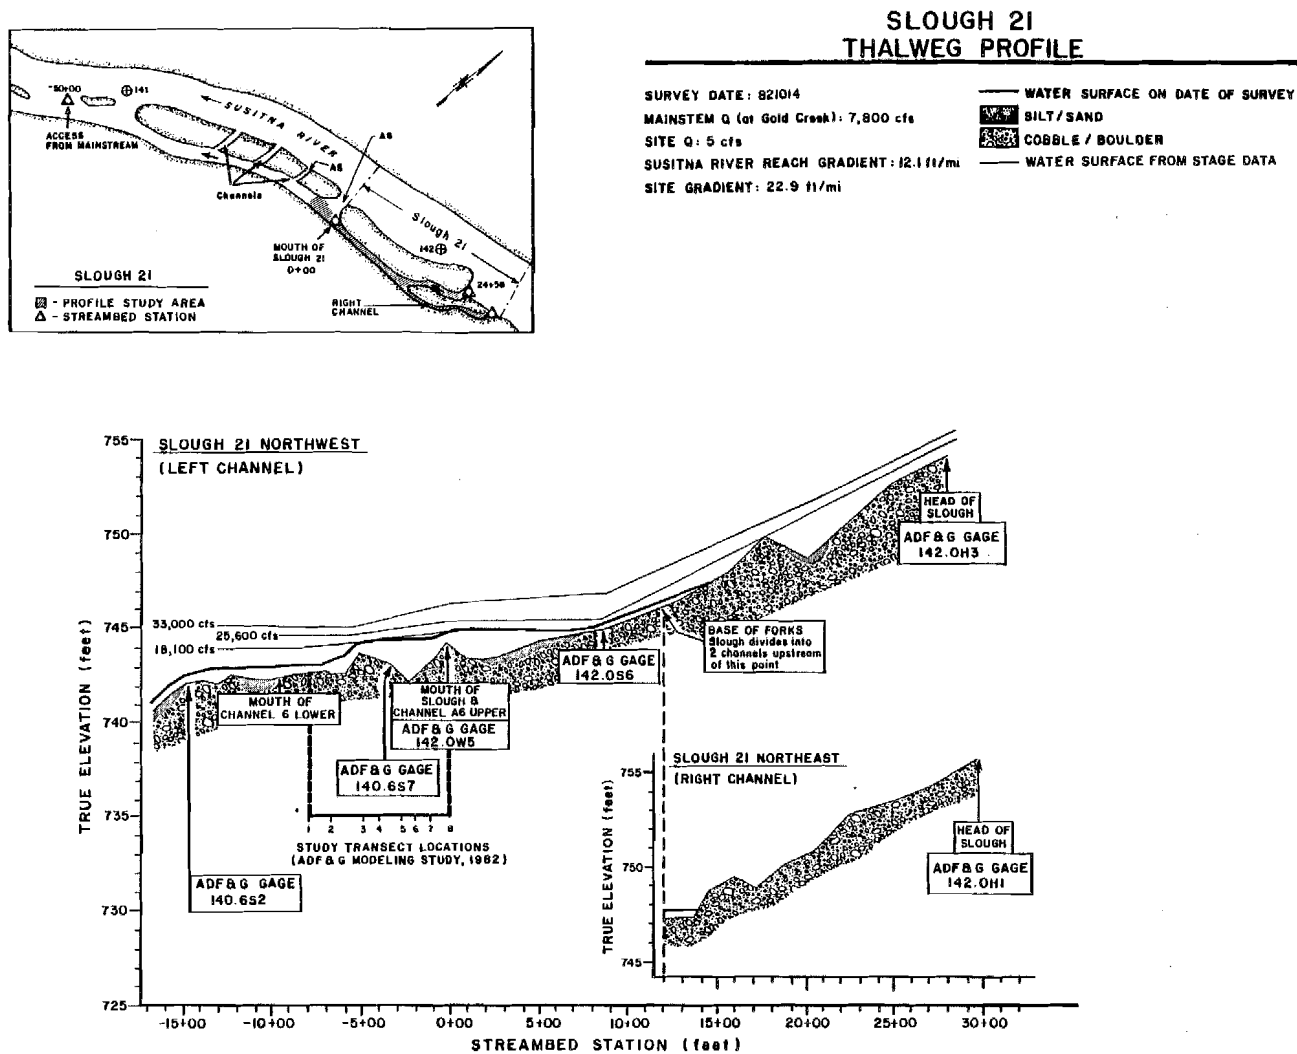 SLOUGH 21
THALWEG PROFILE
SURVEY DATE: 821014
MAINSTEM Q (at Gold Creek): 7,800 cfs
SITE Q: 5 cfs
SUSITNA RIVER REACH GRADIENT: 12.1 ft/mi
SITE GRADIENT: 22.9 ft/mi
WATER SURFACE ON DATE OF SURVEY
SILT/SAND
COBBLE / BOULDER
WATER SURFACE FROM STAGE DATA
-50+00
141
ACCESS
FROM MAINSTREAM
SUSITNA RIVER
A6
A5
Channels
MOUTH OF
SLOUGH 21
0+00
Slough 21
142
24+56
RIGHT
CHANNEL
SLOUGH 21
- PROFILE STUDY AREA
- STREAMBED STATION
SLOUGH 21 NORTHWEST
(LEFT CHANNEL)
TRUE ELEVATION (feet)
755
750
745
740
735
730
725
33,000 cfs
25,600 cfs
18,100 cfs
HEAD OF
SLOUGH
ADF&G GAGE
142.0H3
BASE OF FORKS
Slough divides into
2 channels upstream
of this point
ADF&G GAGE
142.0S6
MOUTH OF
CHANNEL 6 LOWER
MOUTH OF
SLOUGH &
CHANNEL A6 UPPER
ADF&G GAGE
142.0W5
ADF&G GAGE
140.6S7
1 2 3 4 5 6 7 8
STUDY TRANSECT LOCATIONS
(ADF&G MODELING STUDY, 1982)
ADF&G GAGE
140.6S2
SLOUGH 21 NORTHEAST
(RIGHT CHANNEL)
TRUE ELEVATION (feet)
755
750
745
HEAD OF
SLOUGH
ADF&G GAGE
142.0H1
-15+00 -10+00 -5+00 0+00 5+00 10+00 15+00 20+00 25+00 30+00
STREAMBED STATION (feet)